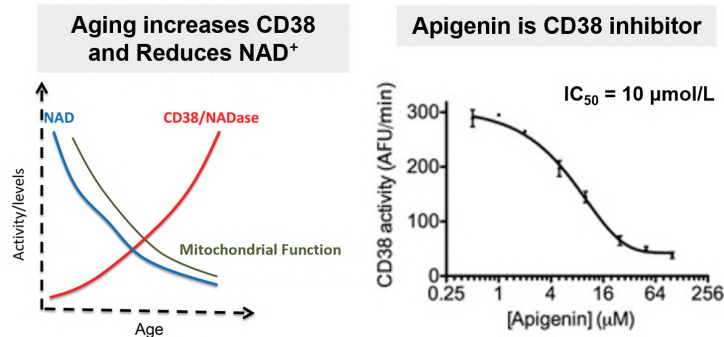 Aging increases CD38
and Reduces NAD⁺
Activity/levels
NAD
CD38/NADase
Mitochondrial Function
Age
Apigenin is CD38 inhibitor
IC₅₀ = 10 µmol/L
CD38 activity (AFU/min)
300
200
100
0
0.25 1 4 16 64 256
[Apigenin] (µM)